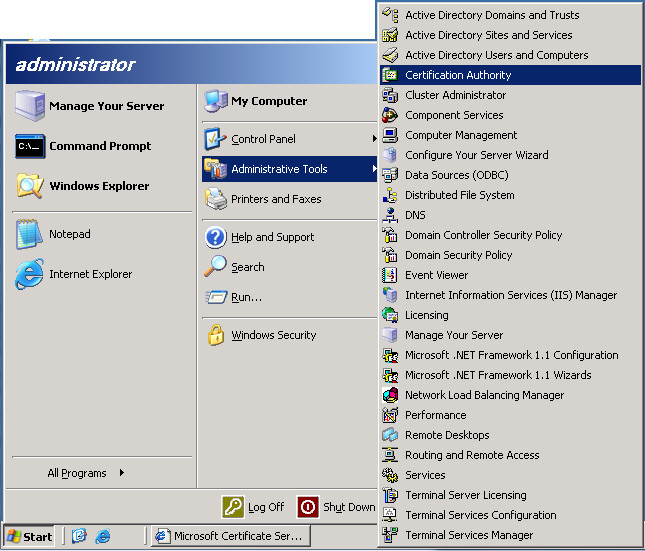 administrator
Manage Your Server
C:\_
Command Prompt
Windows Explorer
Notepad
Internet Explorer
All Programs
My Computer
Control Panel
Administrative Tools
Printers and Faxes
Help and Support
Search
Run...
Windows Security
Log Off
Shut Down
Active Directory Domains and Trusts
Active Directory Sites and Services
Active Directory Users and Computers
Certification Authority
Cluster Administrator
Component Services
Computer Management
Configure Your Server Wizard
Data Sources (ODBC)
Distributed File System
DNS
Domain Controller Security Policy
Domain Security Policy
Event Viewer
Internet Information Services (IIS) Manager
Licensing
Manage Your Server
Microsoft .NET Framework 1.1 Configuration
Microsoft .NET Framework 1.1 Wizards
Network Load Balancing Manager
Performance
Remote Desktops
Routing and Remote Access
Services
Terminal Server Licensing
Terminal Services Configuration
Terminal Services Manager
Start
Microsoft Certificate Ser...